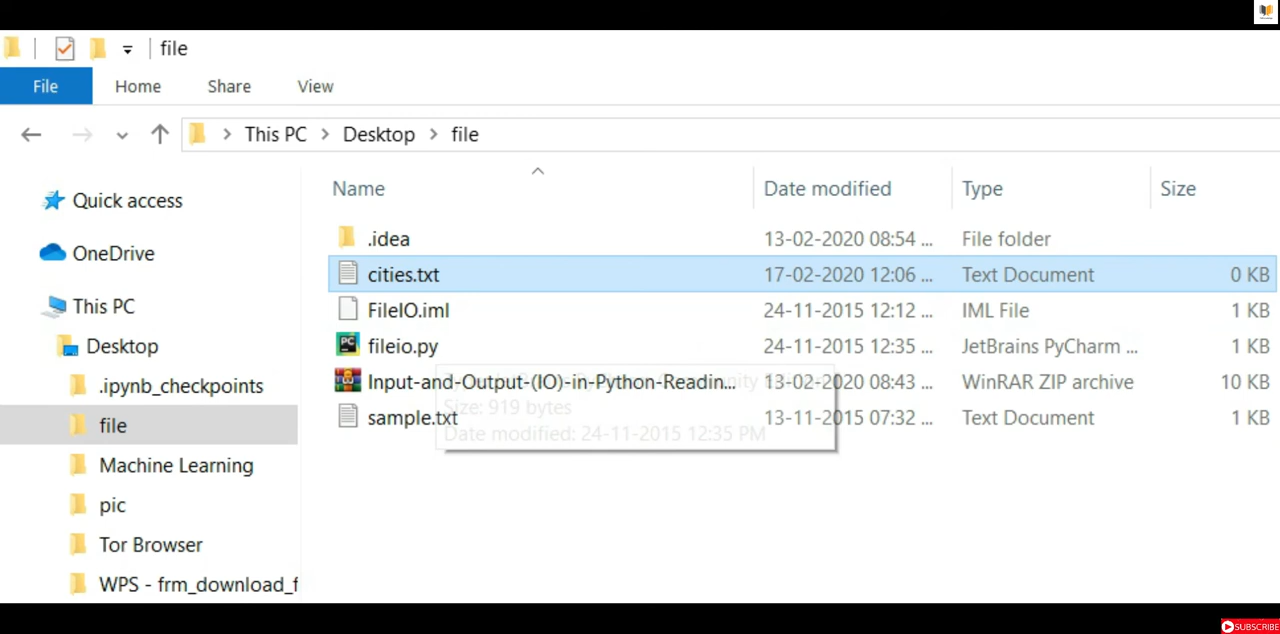 file
File Home Share View
This PC Desktop file
Name Date modified Type Size
Quick access
OneDrive
This PC
Desktop
.ipynb_checkpoints
file
Machine Learning
pic
Tor Browser
WPS - frm_download_f
.idea 13-02-2020 08:54 ... File folder
cities.txt 17-02-2020 12:06 ... Text Document 0 KB
FileIO.iml 24-11-2015 12:12 ... IML File 1 KB
fileio.py 24-11-2015 12:35 ... JetBrains PyCharm ... 1 KB
Input-and-Output-(IO)-in-Python-Readin... 13-02-2020 08:43 ... WinRAR ZIP archive 10 KB
Size: 919 bytes
sample.txt 13-11-2015 07:32 ... Text Document 1 KB
Date modified: 24-11-2015 12:35 PM
SUBSCRIBE